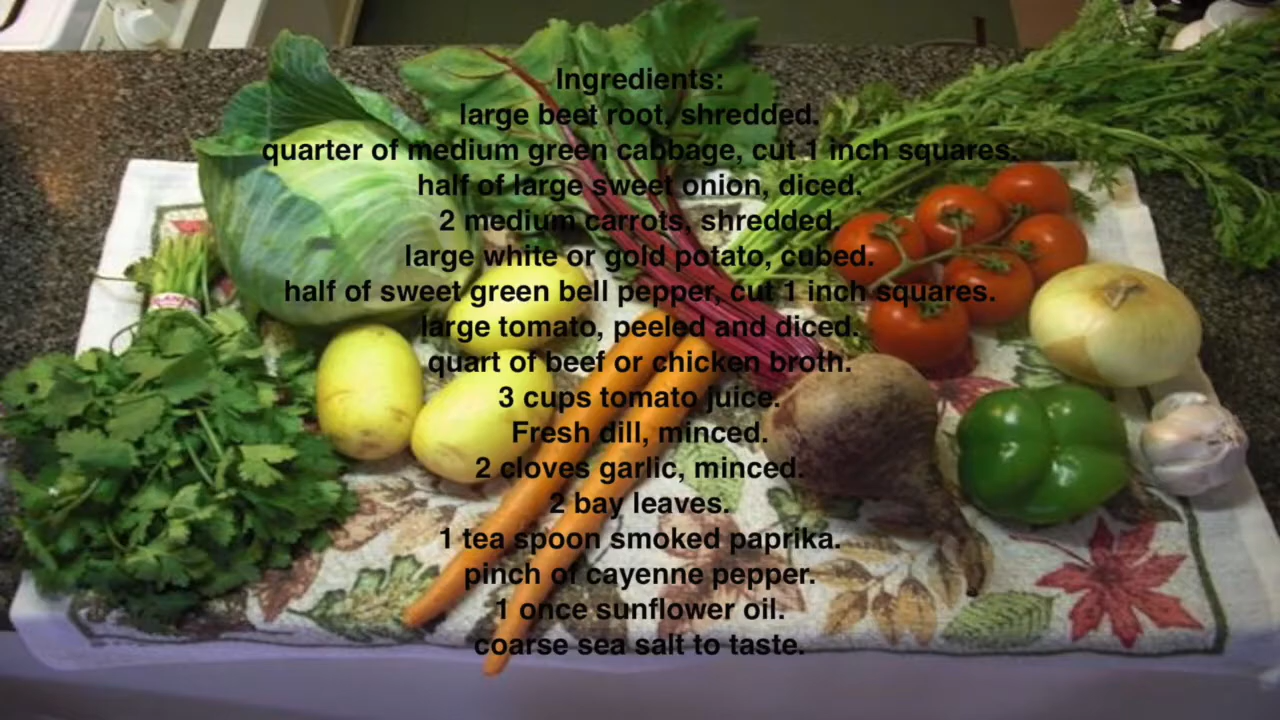 Ingredients:
large beet root, shredded.
quarter of medium green cabbage, cut 1 inch squares.
half of large sweet onion, diced.
2 medium carrots, shredded.
large white or gold potato, cubed.
half of sweet green bell pepper, cut 1 inch squares.
large tomato, peeled and diced.
quart of beef or chicken broth.
3 cups tomato juice.
Fresh dill, minced.
2 cloves garlic, minced.
2 bay leaves.
1 tea spoon smoked paprika.
pinch of cayenne pepper.
1 once sunflower oil.
coarse sea salt to taste.